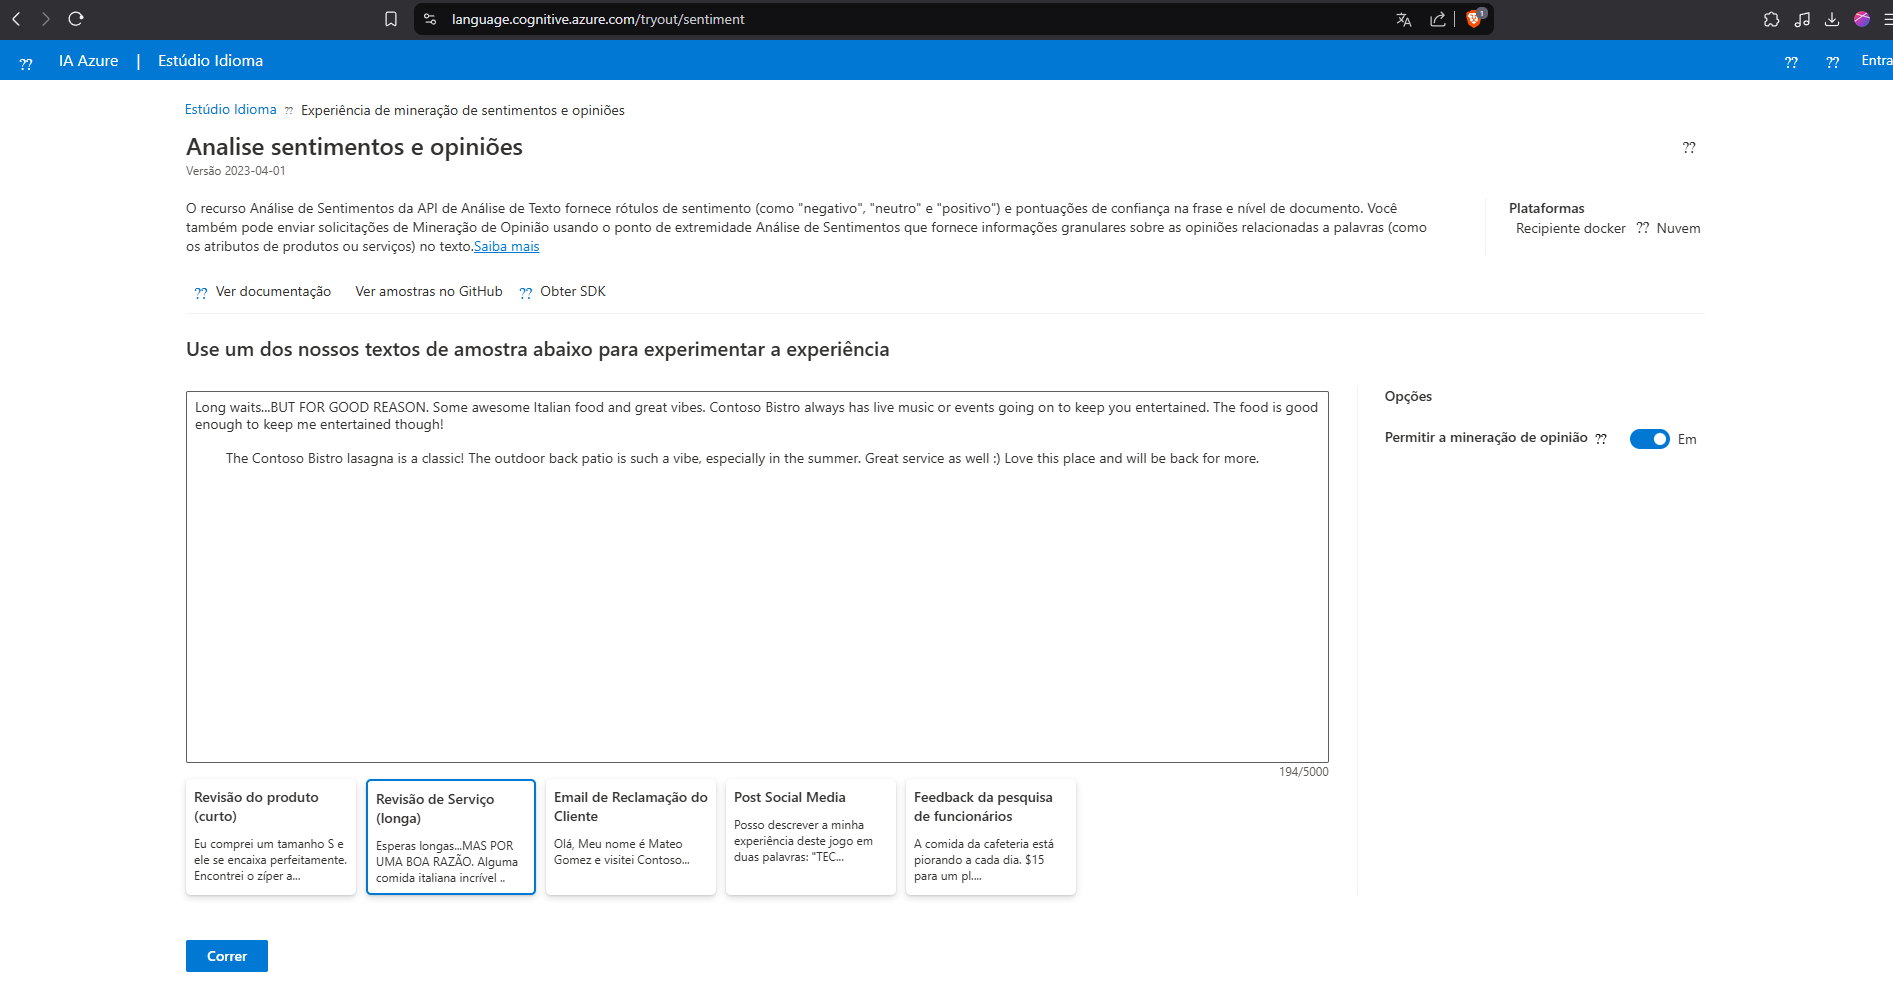 language.cognitive.azure.com/tryout/sentiment
1
?? IA Azure | Estúdio Idioma ?? ?? Entra
Estúdio Idioma ?? Experiência de mineração de sentimentos e opiniões
Analise sentimentos e opiniões ??
Versão 2023-04-01
O recurso Análise de Sentimentos da API de Análise de Texto fornece rótulos de sentimento (como "negativo", "neutro" e "positivo") e pontuações de confiança na frase e nível de documento. Você
também pode enviar solicitações de Mineração de Opinião usando o ponto de extremidade Análise de Sentimentos que fornece informações granulares sobre as opiniões relacionadas a palavras (como
os atributos de produtos ou serviços) no texto.Saiba mais
Plataformas
Recipiente docker ?? Nuvem
?? Ver documentação Ver amostras no GitHub ?? Obter SDK
Use um dos nossos textos de amostra abaixo para experimentar a experiência
Long waits...BUT FOR GOOD REASON. Some awesome Italian food and great vibes. Contoso Bistro always has live music or events going on to keep you entertained. The food is good
enough to keep me entertained though!
The Contoso Bistro lasagna is a classic! The outdoor back patio is such a vibe, especially in the summer. Great service as well :) Love this place and will be back for more.
194/5000
Opções
Permitir a mineração de opinião ?? Em
Revisão do produto
(curto)
Eu comprei um tamanho S e
ele se encaixa perfeitamente.
Encontrei o zíper a...
Revisão de Serviço
(longa)
Esperas longas...MAS POR
UMA BOA RAZÃO. Alguma
comida italiana incrível ..
Email de Reclamação do
Cliente
Olá, Meu nome é Mateo
Gomez e visitei Contoso...
Post Social Media
Posso descrever a minha
experiência deste jogo em
duas palavras: "TEC...
Feedback da pesquisa
de funcionários
A comida da cafeteria está
piorando a cada dia. $15
para um pl....
Correr